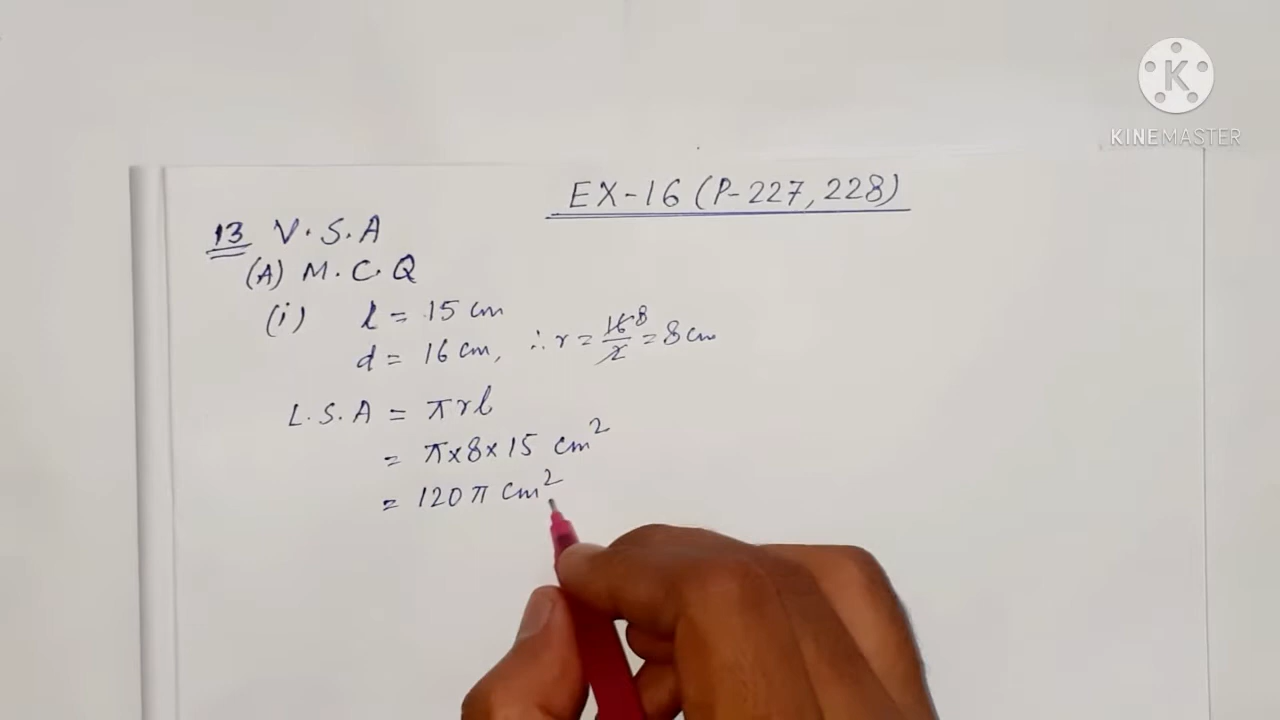 KINEMASTER
EX-16 (P-227, 228)
13 V.S.A
(A) M.C.Q
(i) l = 15 cm
d = 16 cm, ∴ r = 16/2 8 = 8 cm
L.S.A = πrl
= π×8×15 cm²
= 120π cm²